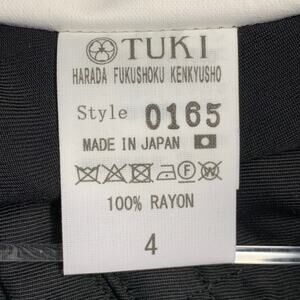 TUKI
HARADA FUKUSHOKU KENKYUSHO
Style 0165
MADE IN JAPAN
100% RAYON
4